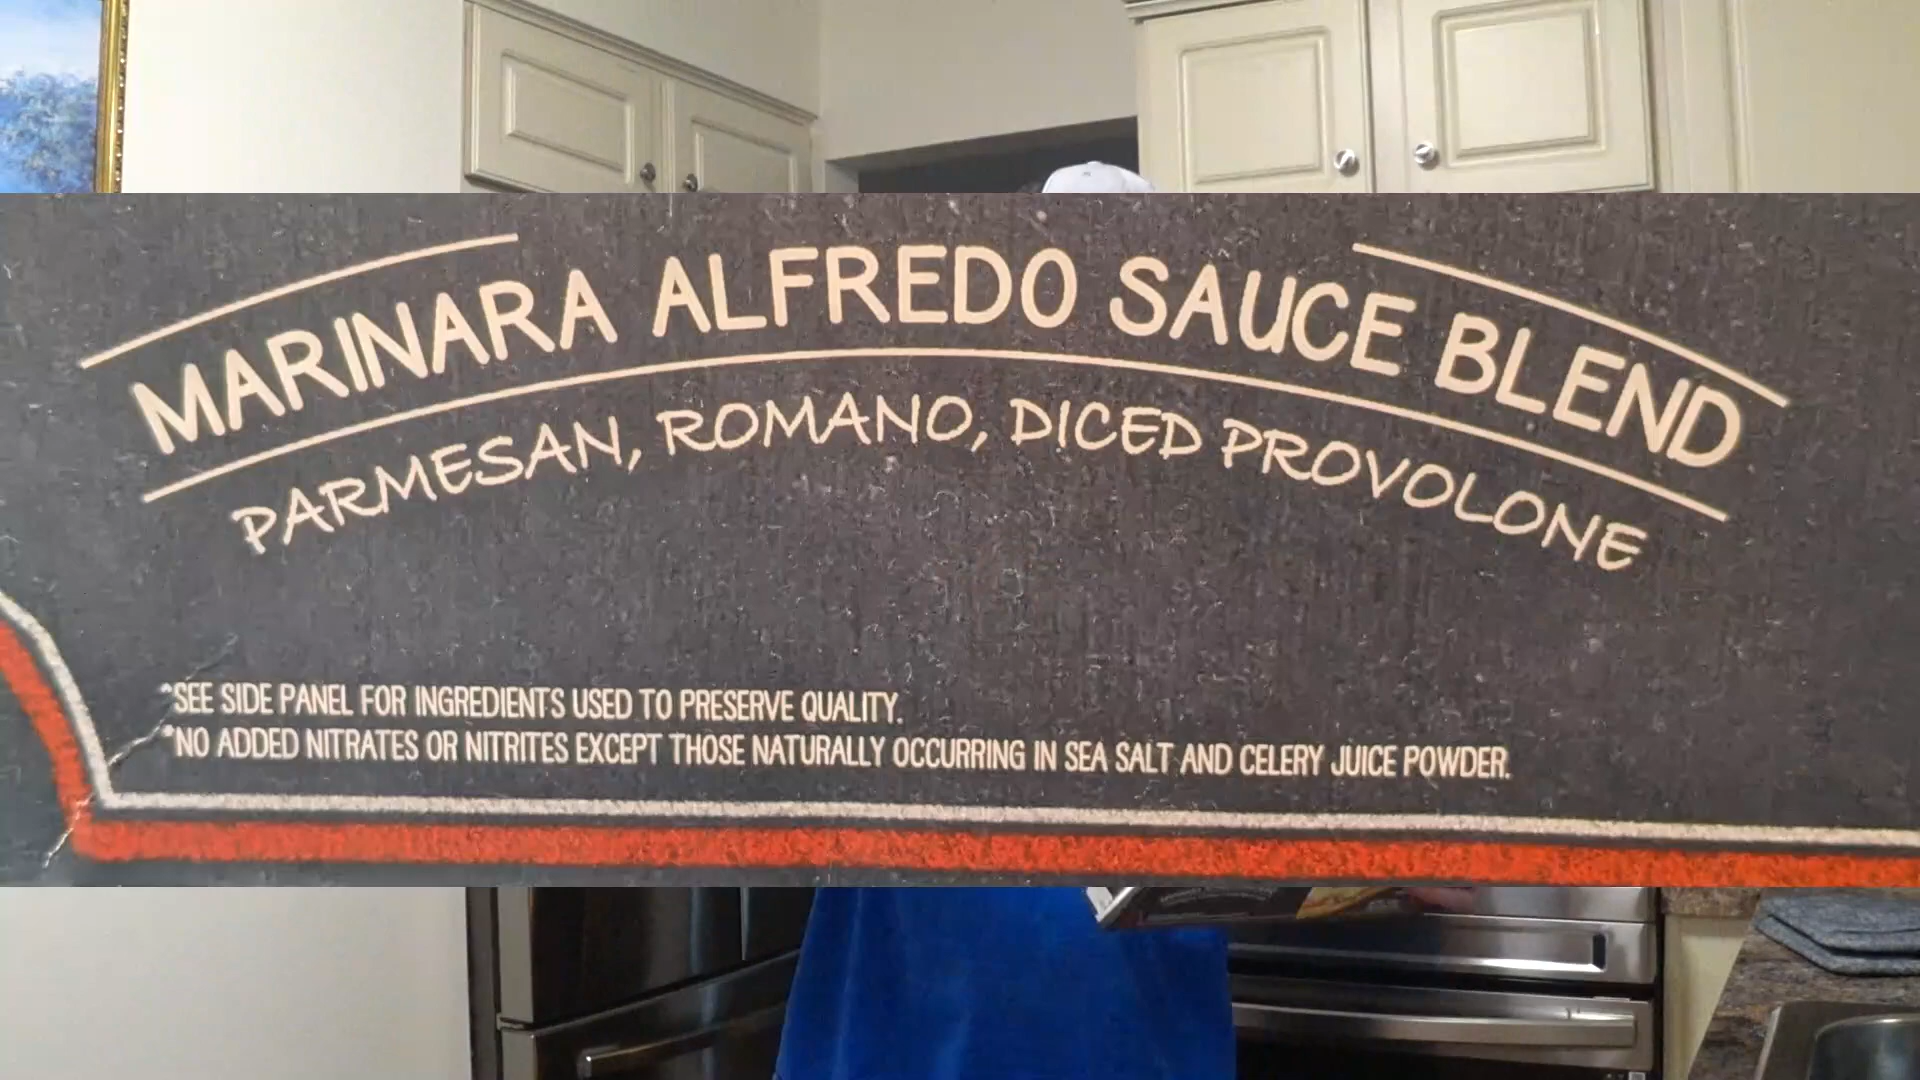 MARINARA ALFREDO SAUCE BLEND
PARMESAN, ROMANO, DICED PROVOLONE
*SEE SIDE PANEL FOR INGREDIENTS USED TO PRESERVE QUALITY.
*NO ADDED NITRATES OR NITRITES EXCEPT THOSE NATURALLY OCCURRING IN SEA SALT AND CELERY JUICE POWDER.